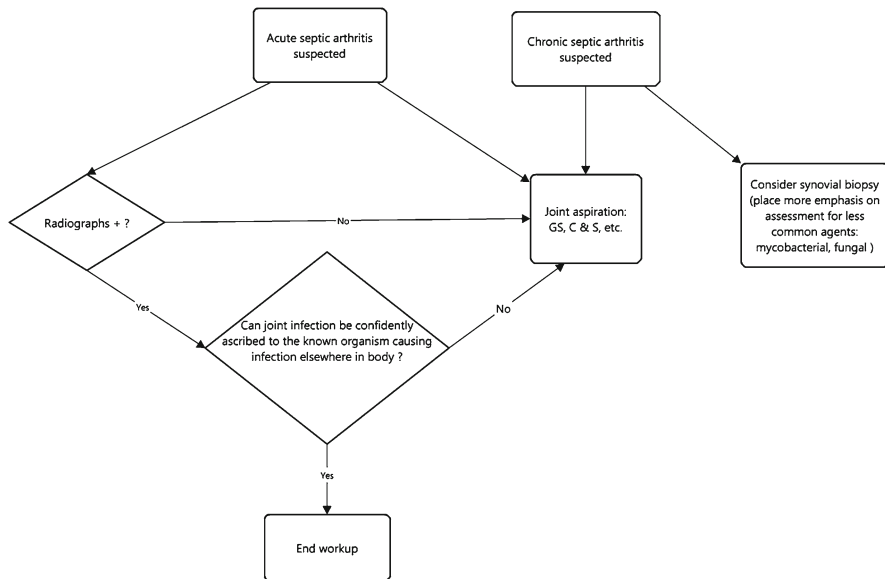 Acute septic arthritis
suspected
Chronic septic arthritis
suspected
Radiographs + ?
No
Joint aspiration:
GS, C & S, etc.
Consider synovial biopsy
(place more emphasis on
assessment for less
common agents:
mycobacterial, fungal )
Yes
Can joint infection be confidently
ascribed to the known organism causing
infection elsewhere in body ?
No
Yes
End workup